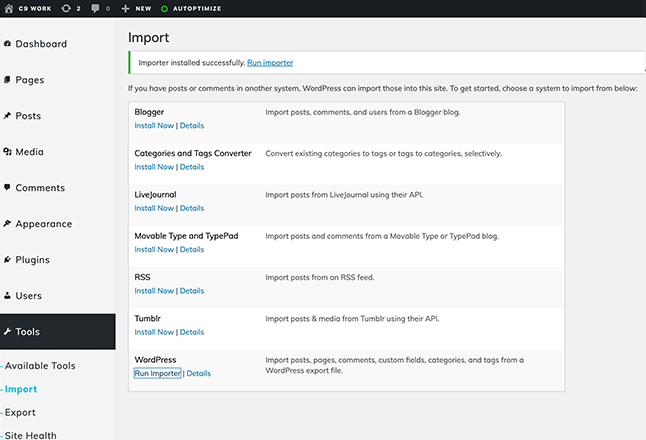 C9 WORK 2 0 NEW AUTOPTIMIZE
Dashboard
Pages
Posts
Media
Comments
Appearance
Plugins
Users
Tools
Available Tools
Import
Export
Site Health
Import
Importer installed successfully. Run importer
If you have posts or comments in another system, WordPress can import those into this site. To get started, choose a system to import from below:
Blogger Import posts, comments, and users from a Blogger blog.
Install Now | Details
Categories and Tags Converter Convert existing categories to tags or tags to categories, selectively.
Install Now | Details
LiveJournal Import posts from LiveJournal using their API.
Install Now | Details
Movable Type and TypePad Import posts and comments from a Movable Type or TypePad blog.
Install Now | Details
RSS Import posts from an RSS feed.
Install Now | Details
Tumblr Import posts & media from Tumblr using their API.
Install Now | Details
WordPress Import posts, pages, comments, custom fields, categories, and tags from a
WordPress export file.
Run Importer | Details